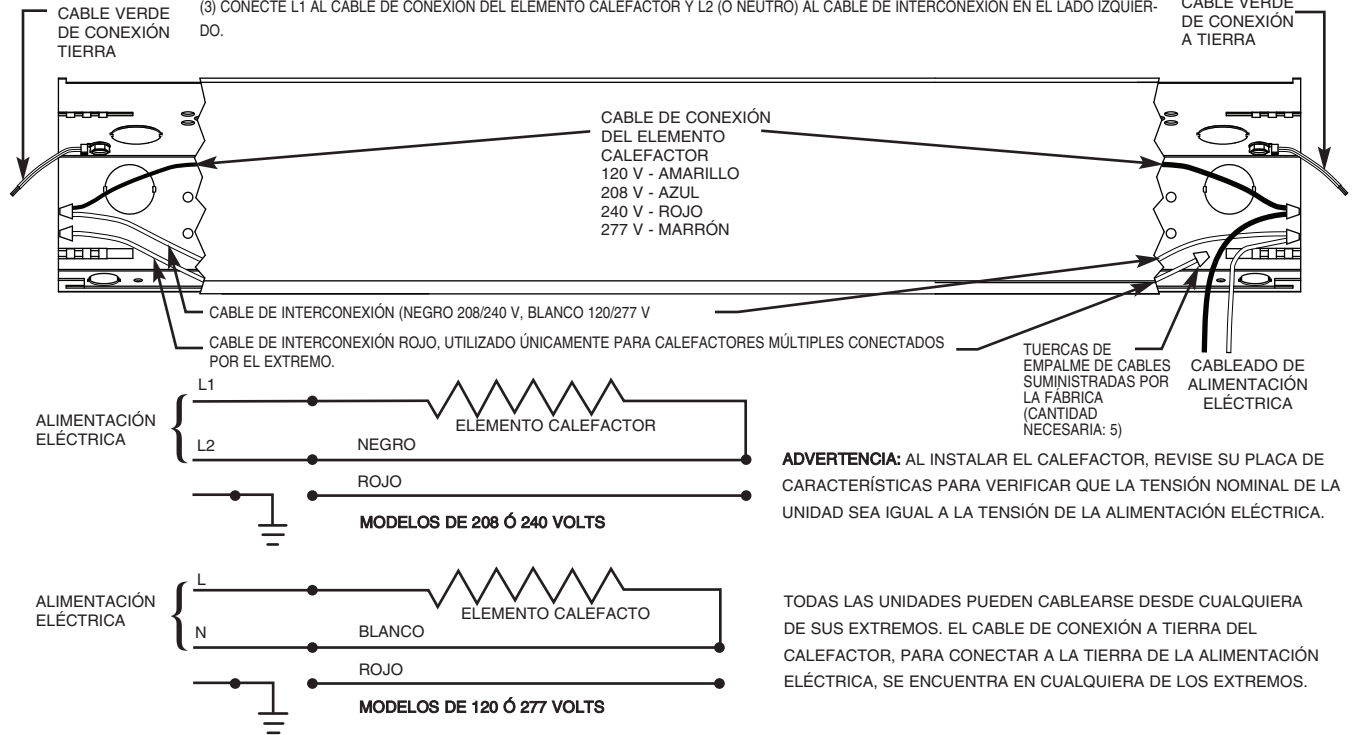 CABLE VERDE
DE CONEXIÓN
TIERRA
(3) CONECTE L1 AL CABLE DE CONEXIÓN DEL ELEMENTO CALEFACTOR Y L2 (O NEUTRO) AL CABLE DE INTERCONEXIÓN EN EL LADO IZQUIER-
DO.
CABLE VERDE
DE CONEXIÓN
A TIERRA
CABLE DE CONEXIÓN
DEL ELEMENTO
CALEFACTOR
120 V - AMARILLO
208 V - AZUL
240 V - ROJO
277 V - MARRÓN
CABLE DE INTERCONEXIÓN (NEGRO 208/240 V, BLANCO 120/277 V
CABLE DE INTERCONEXIÓN ROJO, UTILIZADO ÚNICAMENTE PARA CALEFACTORES MÚLTIPLES CONECTADOS
POR EL EXTREMO.
TUERCAS DE
EMPALME DE CABLES
SUMINISTRADAS POR
LA FÁBRICA
(CANTIDAD
NECESARIA: 5)
CABLEADO DE
ALIMENTACIÓN
ELÉCTRICA
ALIMENTACIÓN
ELÉCTRICA
L1
ELEMENTO CALEFACTOR
L2
NEGRO
ROJO
MODELOS DE 208 Ó 240 VOLTS
ADVERTENCIA: AL INSTALAR EL CALEFACTOR, REVISE SU PLACA DE
CARACTERÍSTICAS PARA VERIFICAR QUE LA TENSIÓN NOMINAL DE LA
UNIDAD SEA IGUAL A LA TENSIÓN DE LA ALIMENTACIÓN ELÉCTRICA.
ALIMENTACIÓN
ELÉCTRICA
L
ELEMENTO CALEFACTO
N
BLANCO
ROJO
MODELOS DE 120 Ó 277 VOLTS
TODAS LAS UNIDADES PUEDEN CABLEARSE DESDE CUALQUIERA
DE SUS EXTREMOS. EL CABLE DE CONEXIÓN A TIERRA DEL
CALEFACTOR, PARA CONECTAR A LA TIERRA DE LA ALIMENTACIÓN
ELÉCTRICA, SE ENCUENTRA EN CUALQUIERA DE LOS EXTREMOS.